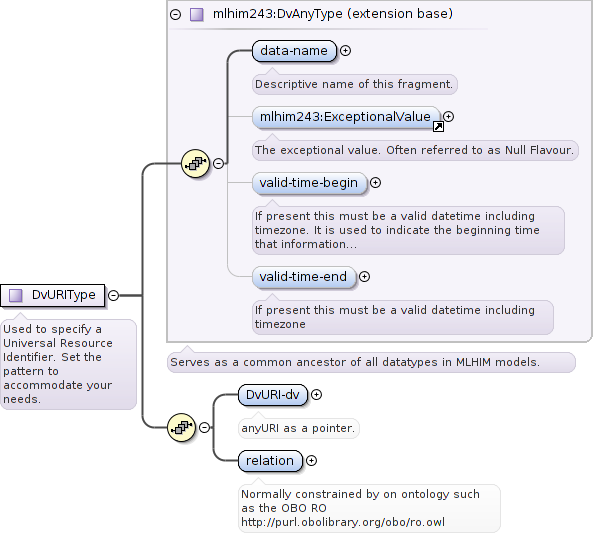 mlhim243:DvAnyType (extension base)
data-name
Descriptive name of this fragment.
mlhim243:ExceptionalValue
The exceptional value. Often referred to as Null Flavour.
valid-time-begin
If present this must be a valid datetime including
timezone. It is used to indicate the beginning time
that information...
valid-time-end
If present this must be a valid datetime including
timezone
DvURIType
Used to specify a
Universal Resource
Identifier. Set the
pattern to
accommodate your
needs.
Serves as a common ancestor of all datatypes in MLHIM models.
DvURI-dv
anyURI as a pointer.
relation
Normally constrained by on ontology such
as the OBO RO
http://purl.obolibrary.org/obo/ro.owl